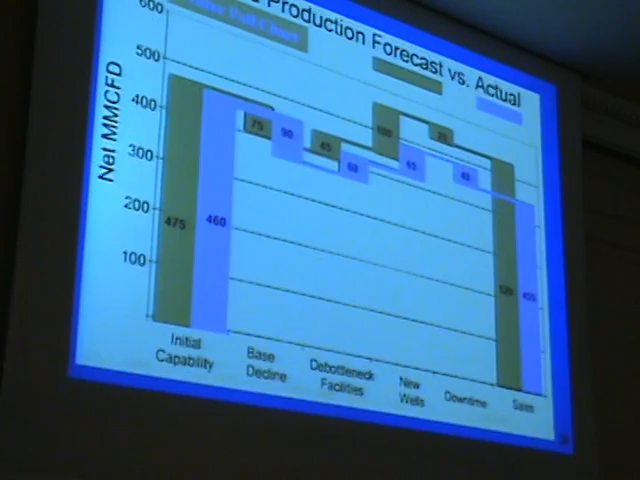 Production Forecast vs. Actual
Net MMCFD
600
500
400
300
200
100
475
460
75
90
45
60
100
65
75
45
Initial
Capability
Base
Decline
Debottleneck
Facilities
New
Wells
Downtime
Sales